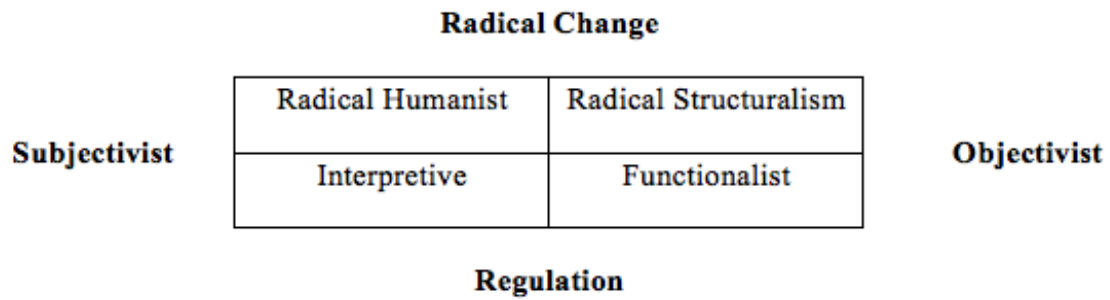 Radical Change
Radical Humanist
Radical Structuralism
Subjectivist
Objectivist
Interpretive
Functionalist
Regulation